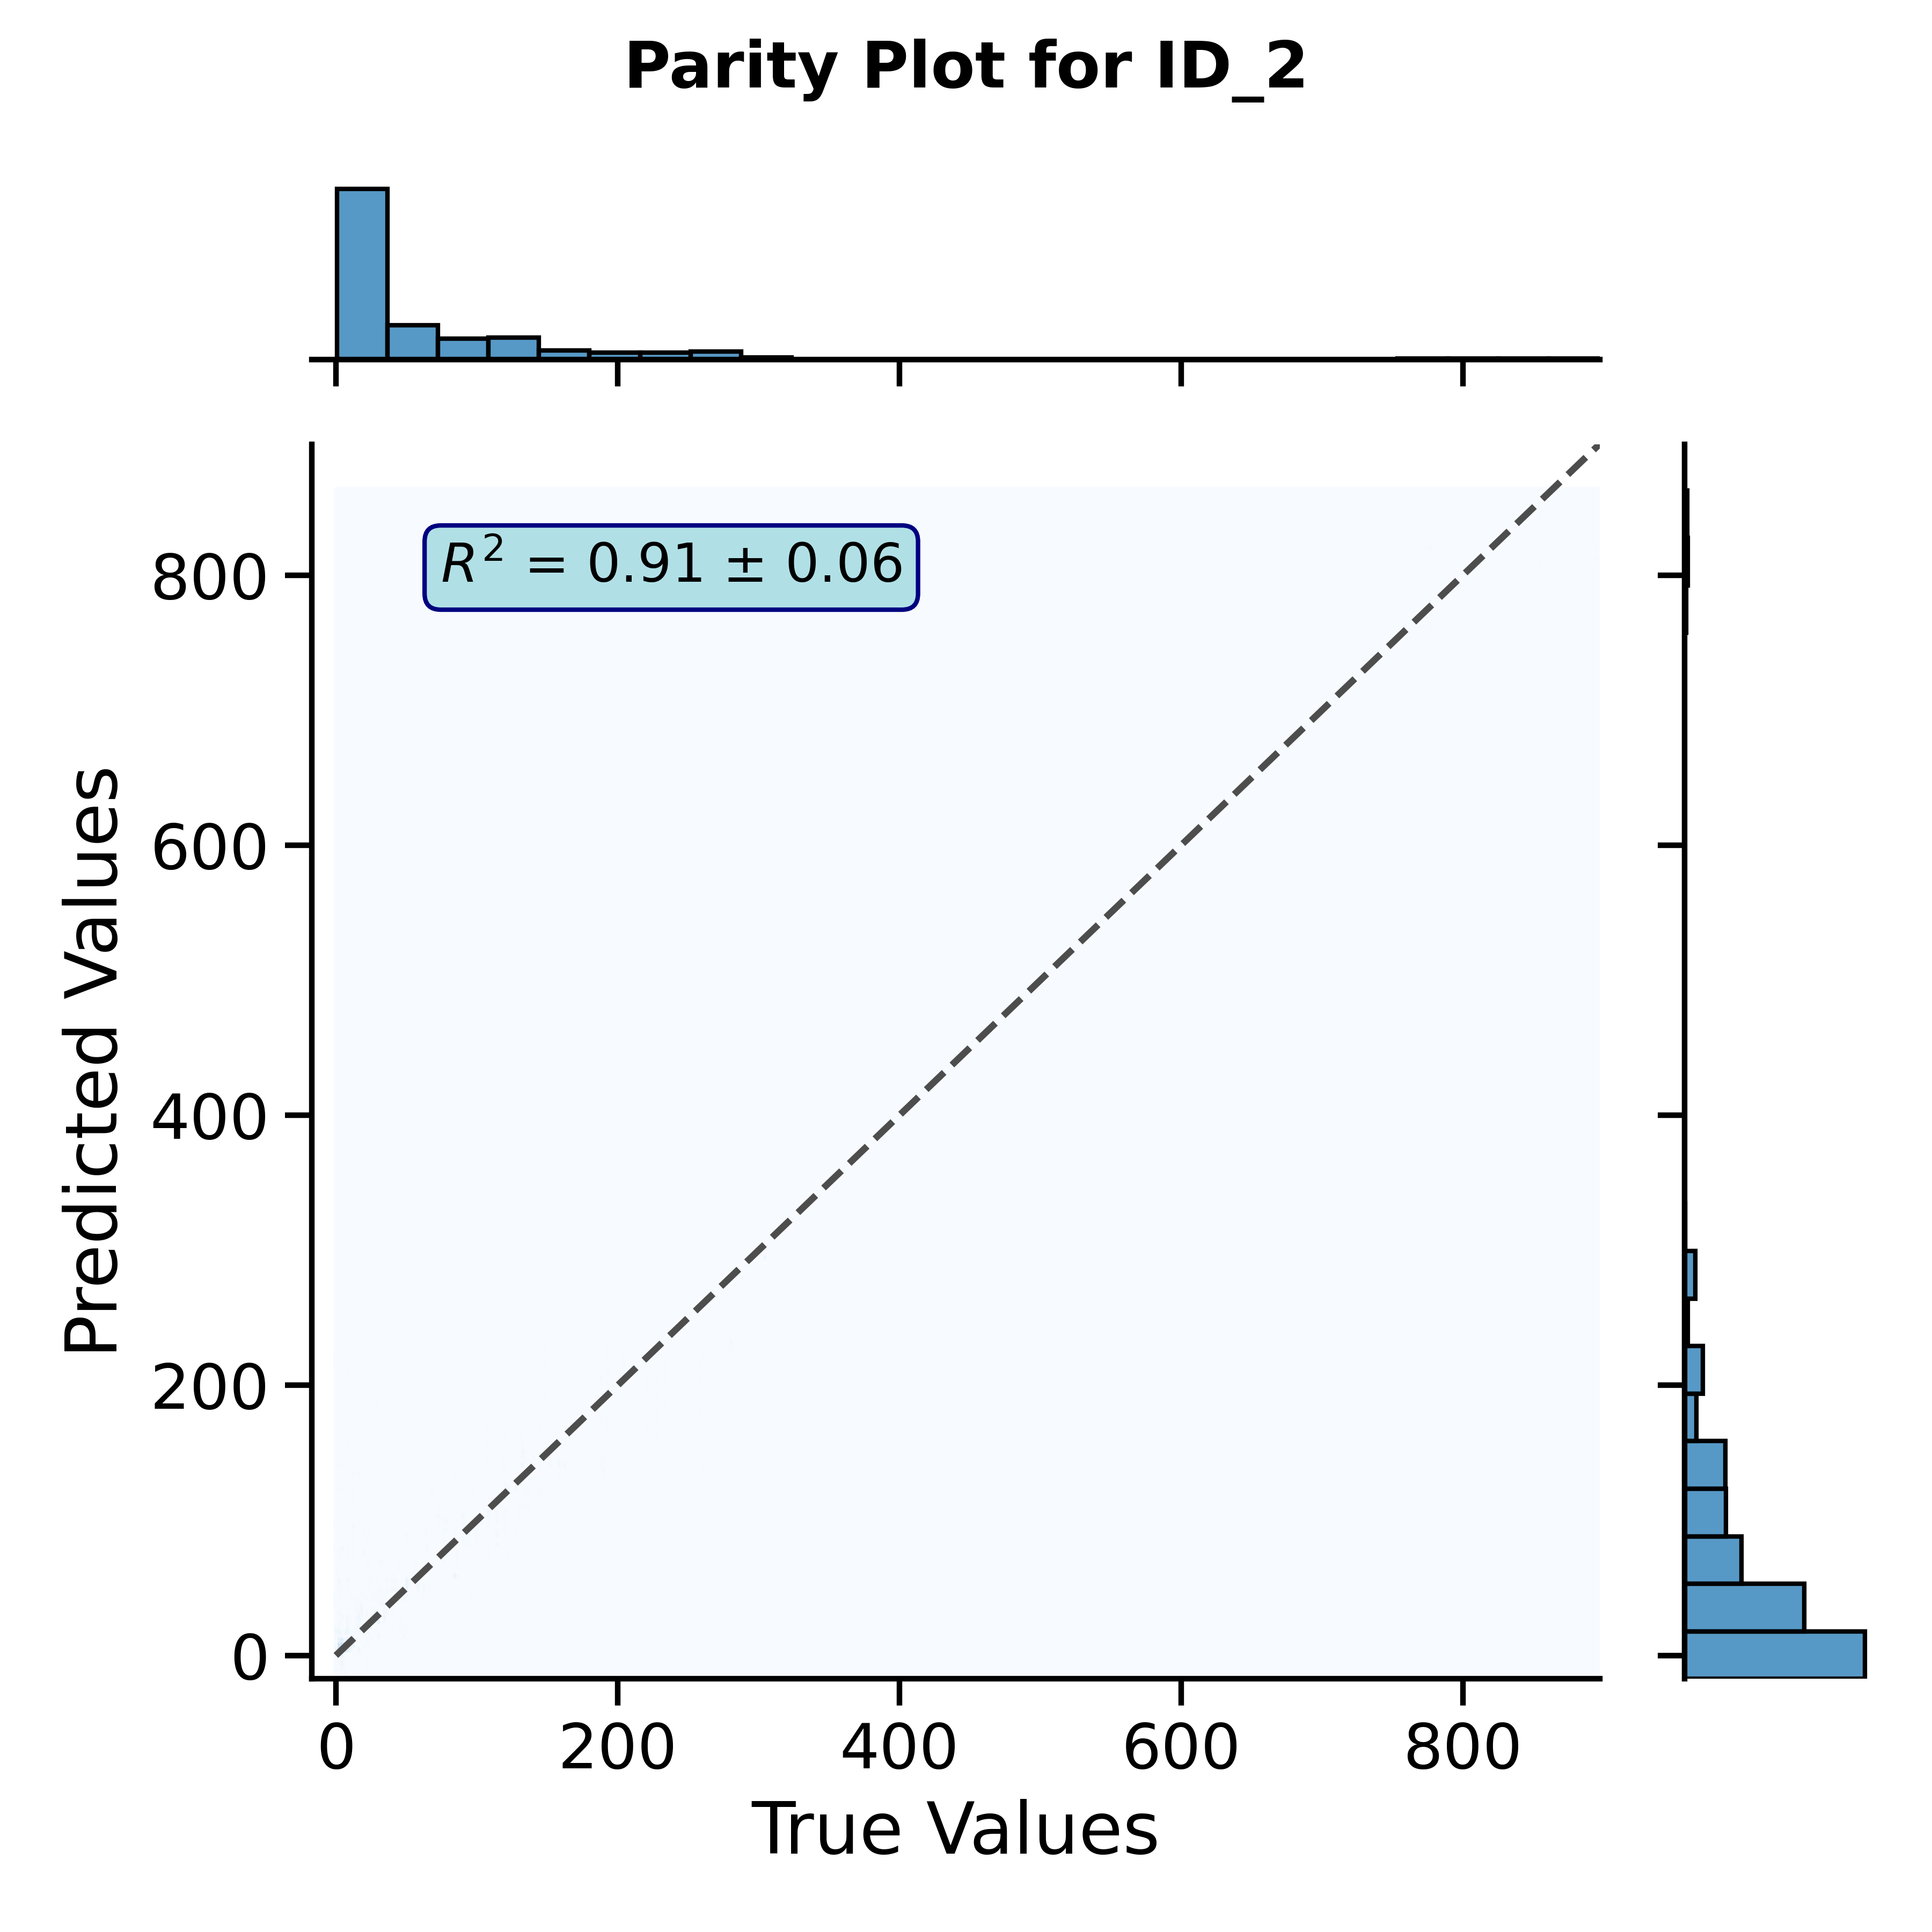 Parity Plot for ID_2
R² = 0.91 ± 0.06
Predicted Values
800
600
400
200
0
0 200 400 600 800
True Values